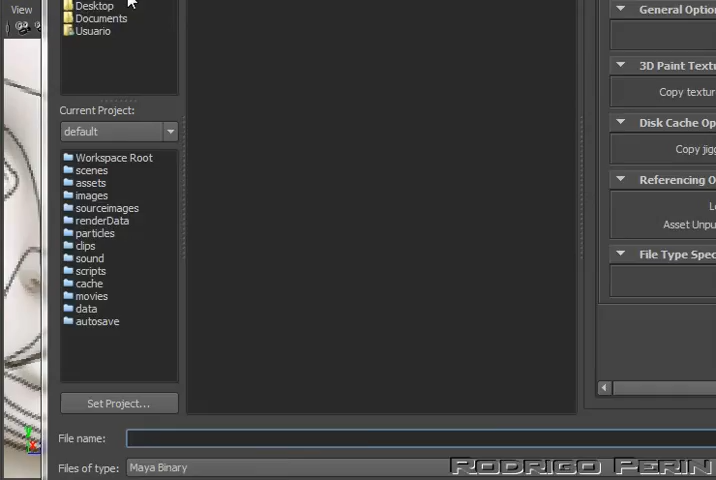 View
Desktop
Documents
Usuario
Current Project:
default
Workspace Root
scenes
assets
images
sourceimages
renderData
particles
clips
sound
scripts
cache
movies
data
autosave
Set Project...
General Optio
3D Paint Textu
Copy textur
Disk Cache Op
Copy jigg
Referencing O
Lo
Asset Unpu
File Type Spec
File name:
Files of type:
Maya Binary
RODRIGO PERIN